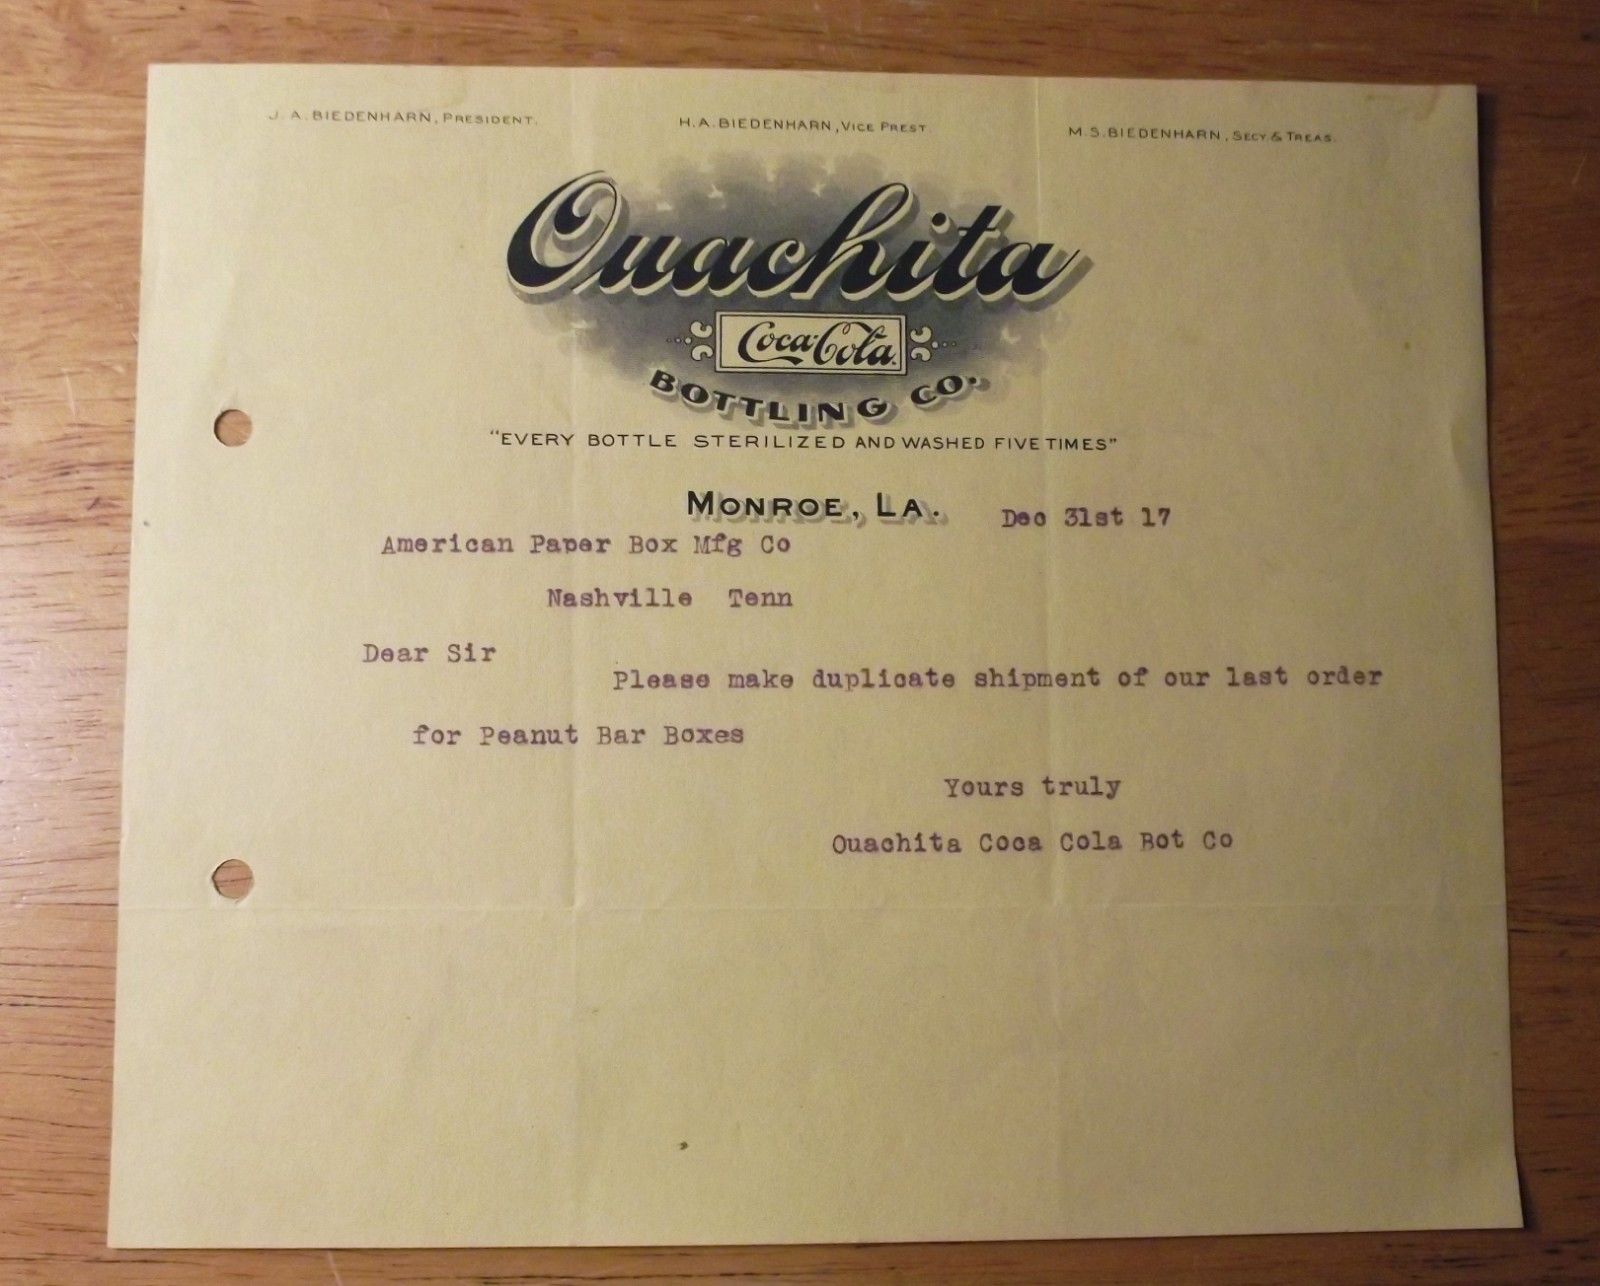 J. A. BIEDENHARN, PRESIDENT.
H. A. BIEDENHARN, VICE PREST.
M. S. BIEDENHARN, SECY. & TREAS.
Ouachita
Coca-Cola
BOTTLING CO.
"EVERY BOTTLE STERILIZED AND WASHED FIVE TIMES"
MONROE, LA. Dec 31st 17
American Paper Box Mfg Co
Nashville Tenn
Dear Sir
Please make duplicate shipment of our last order
for Peanut Bar Boxes
Yours truly
Ouachita Coca Cola Bot Co